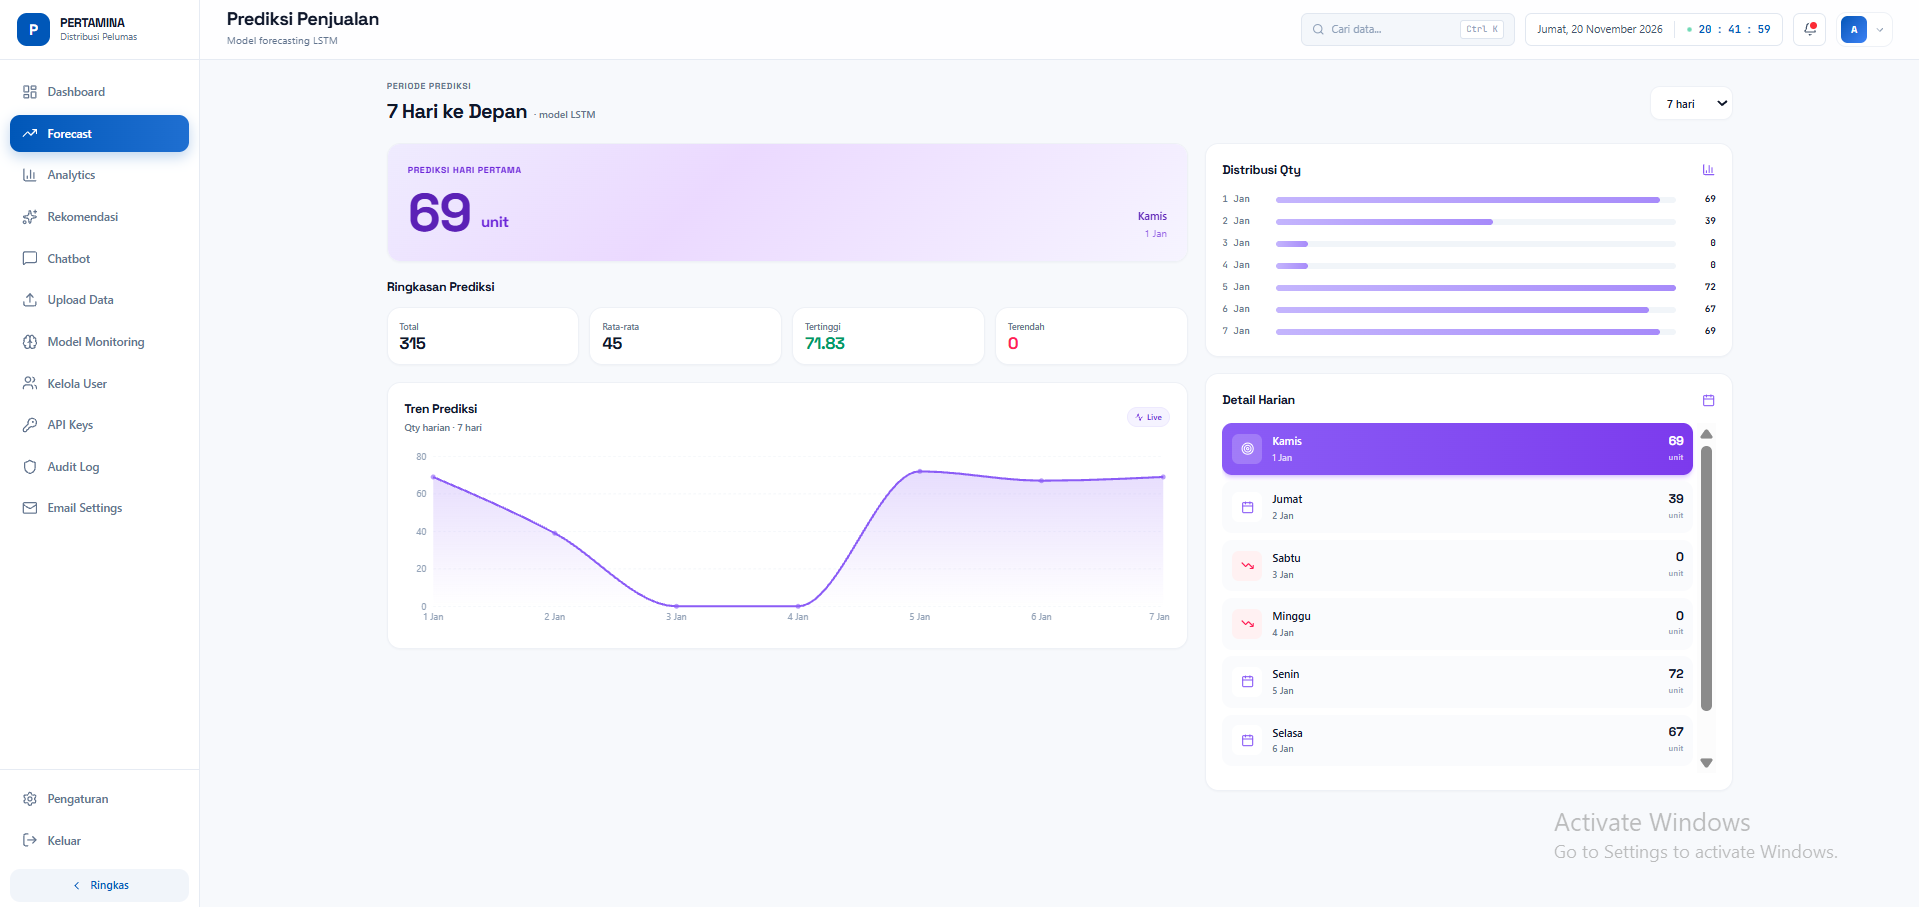 P
PERTAMINA
Distribusi Pelumas
Dashboard
Forecast
Analytics
Rekomendasi
Chatbot
Upload Data
Model Monitoring
Kelola User
API Keys
Audit Log
Email Settings
Pengaturan
Keluar
Ringkas
Prediksi Penjualan
Model forecasting LSTM
Cari data...
Ctrl K
Jumat, 20 November 2026
20 : 41 : 59
A
PERIODE PREDIKSI
7 Hari ke Depan · model LSTM
7 hari
PREDIKSI HARI PERTAMA
69 unit
Kamis
1 Jan
Ringkasan Prediksi
Total
315
Rata-rata
45
Tertinggi
71.83
Terendah
0
Tren Prediksi
Qty harian · 7 hari
Live
80
60
40
20
0
1 Jan
2 Jan
3 Jan
4 Jan
5 Jan
6 Jan
7 Jan
Distribusi Qty
1 Jan 69
2 Jan 39
3 Jan 0
4 Jan 0
5 Jan 72
6 Jan 67
7 Jan 69
Detail Harian
Kamis
1 Jan
69
unit
Jumat
2 Jan
39
unit
Sabtu
3 Jan
0
unit
Minggu
4 Jan
0
unit
Senin
5 Jan
72
unit
Selasa
6 Jan
67
unit
Activate Windows
Go to Settings to activate Windows.